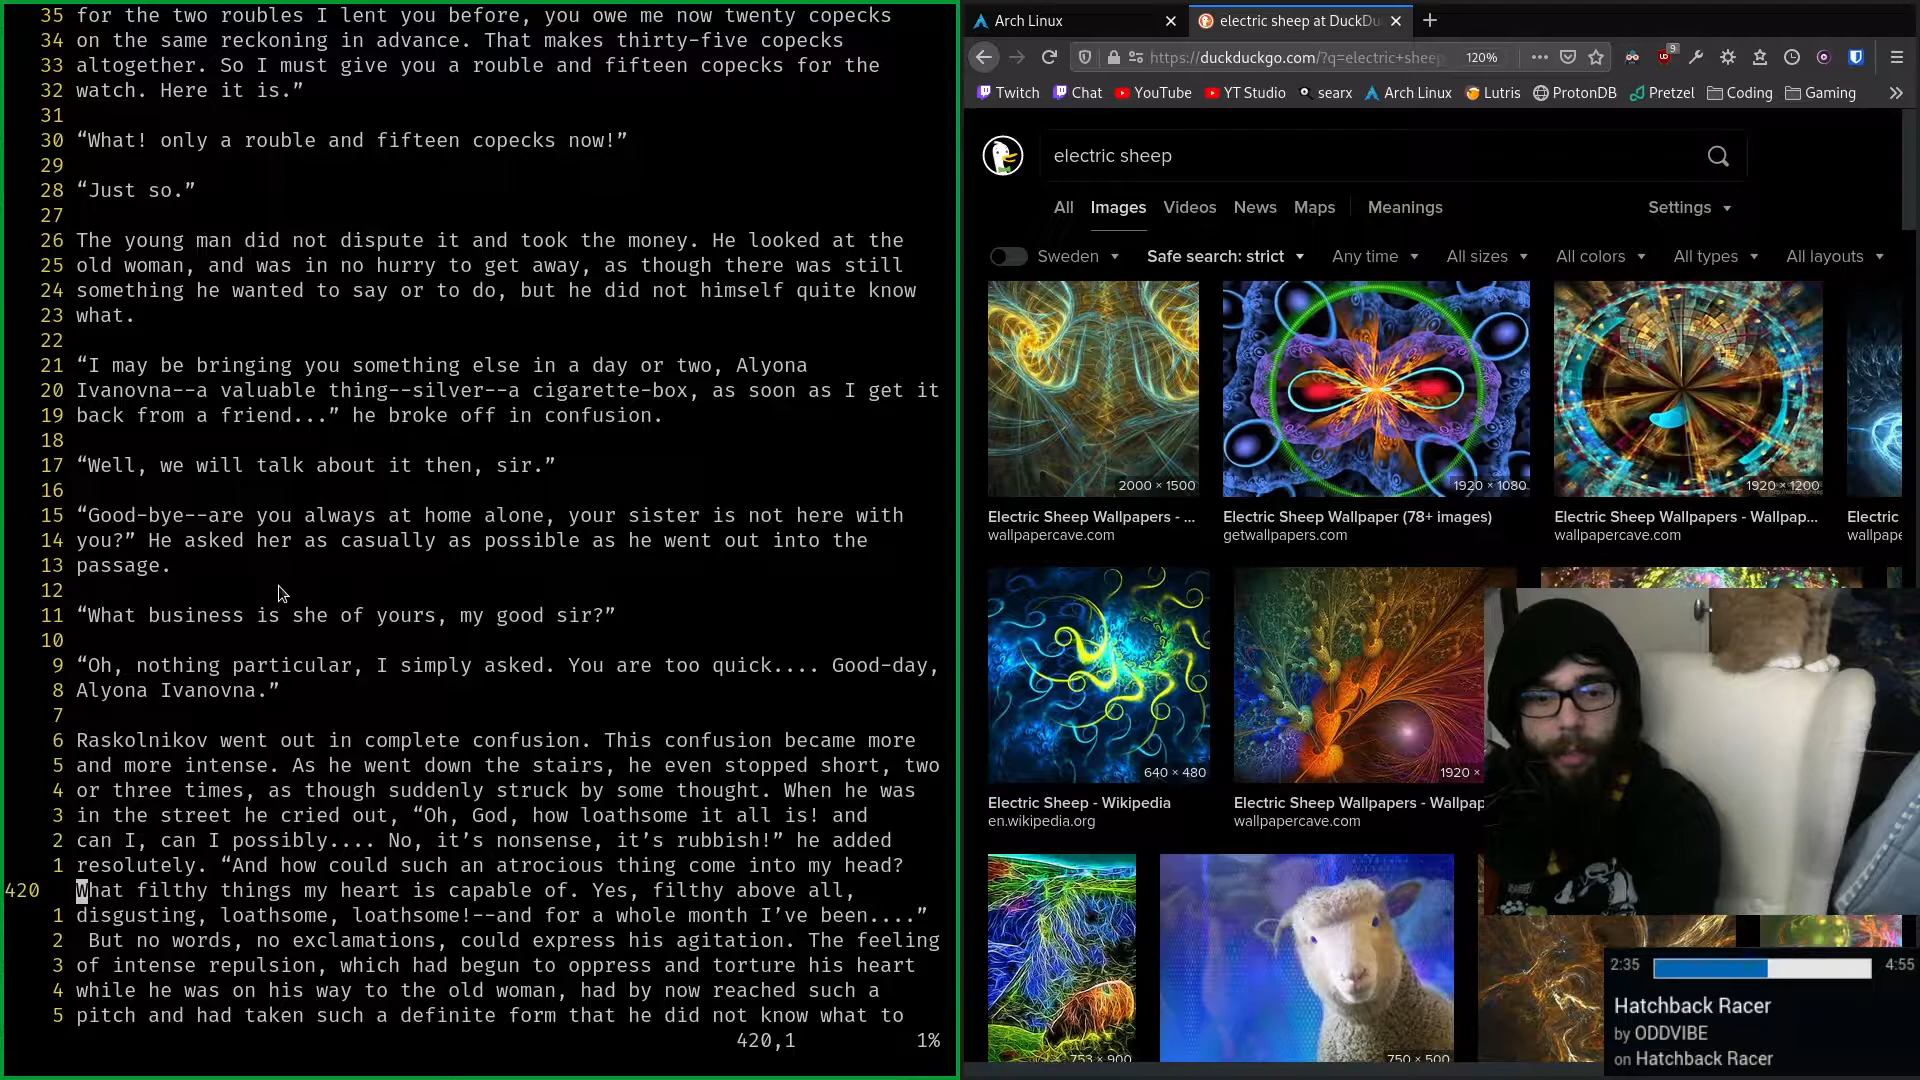 35 for the two roubles I lent you before, you owe me now twenty copecks
34 on the same reckoning in advance. That makes thirty-five copecks
33 altogether. So I must give you a rouble and fifteen copecks for the
32 watch. Here it is.”
31
30 “What! only a rouble and fifteen copecks now!”
29
28 “Just so.”
27
26 The young man did not dispute it and took the money. He looked at the
25 old woman, and was in no hurry to get away, as though there was still
24 something he wanted to say or to do, but he did not himself quite know
23 what.
22
21 “I may be bringing you something else in a day or two, Alyona
20 Ivanovna--a valuable thing--silver--a cigarette-box, as soon as I get it
19 back from a friend...” he broke off in confusion.
18
17 “Well, we will talk about it then, sir.”
16
15 “Good-bye--are you always at home alone, your sister is not here with
14 you?” He asked her as casually as possible as he went out into the
13 passage.
12
11 “What business is she of yours, my good sir?”
10
9 “Oh, nothing particular, I simply asked. You are too quick.... Good-day,
8 Alyona Ivanovna.”
7
6 Raskolnikov went out in complete confusion. This confusion became more
5 and more intense. As he went down the stairs, he even stopped short, two
4 or three times, as though suddenly struck by some thought. When he was
3 in the street he cried out, “Oh, God, how loathsome it all is! and
2 can I, can I possibly.... No, it’s nonsense, it’s rubbish!” he added
1 resolutely. “And how could such an atrocious thing come into my head?
420 What filthy things my heart is capable of. Yes, filthy above all,
1 disgusting, loathsome, loathsome!--and for a whole month I’ve been....”
2 But no words, no exclamations, could express his agitation. The feeling
3 of intense repulsion, which had begun to oppress and torture his heart
4 while he was on his way to the old woman, had by now reached such a
5 pitch and had taken such a definite form that he did not know what to
420,1 1%
Arch Linux
electric sheep at DuckDu
https://duckduckgo.com/?q=electric+sheep 120%
9
Twitch Chat YouTube YT Studio searx Arch Linux Lutris ProtonDB Pretzel Coding Gaming
electric sheep
All Images Videos News Maps Meanings Settings
Sweden Safe search: strict Any time All sizes All colors All types All layouts
2000 × 1500
1920 × 1080
1920 × 1200
Electric Sheep Wallpapers - ...
wallpapercave.com
Electric Sheep Wallpaper (78+ images)
getwallpapers.com
Electric Sheep Wallpapers - Wallpap...
wallpapercave.com
Electric
wallpape
640 × 480
1920 ×
Electric Sheep - Wikipedia
en.wikipedia.org
Electric Sheep Wallpapers - Wallpap
wallpapercave.com
753 × 900
750 × 500
2:35 4:55
Hatchback Racer
by ODDVIBE
on Hatchback Racer